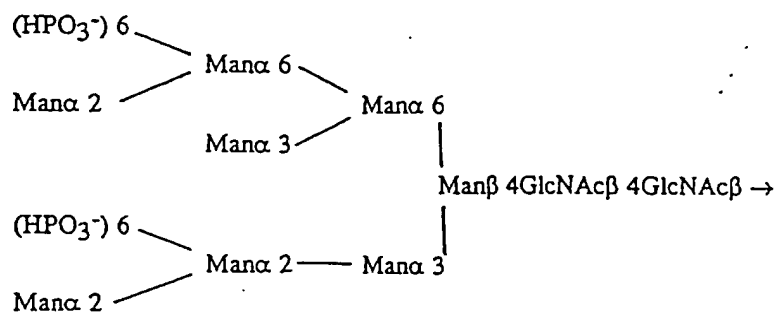 (HPO₃⁻) 6
Manα 6
Manα 2
Manα 6
Manα 3
Manβ 4GlcNAcβ 4GlcNAcβ →
(HPO₃⁻) 6
Manα 2 Manα 3
Manα 2